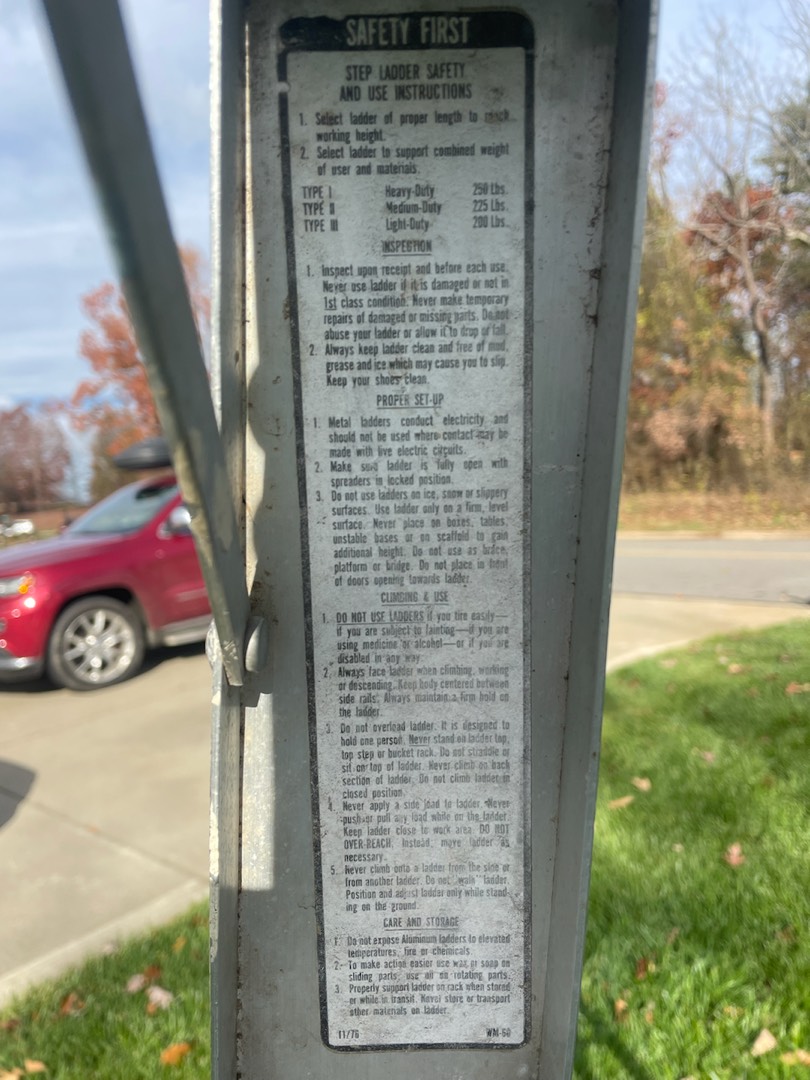 SAFETY FIRST
STEP LADDER SAFETY
AND USE INSTRUCTIONS
1. Select ladder of proper length to reach
working height.
2. Select ladder to support combined weight
of user and materials.
TYPE I Heavy-Duty 250 Lbs.
TYPE II Medium-Duty 225 Lbs.
TYPE III Light-Duty 200 Lbs.
INSPECTION
1. Inspect upon receipt and before each use.
Never use ladder if it is damaged or not in
1st class condition. Never make temporary
repairs of damaged or missing parts. Do not
abuse your ladder or allow it to drop or fall.
2. Always keep ladder clean and free of mud,
grease and ice which may cause you to slip.
Keep your shoes clean.
PROPER SET-UP
1. Metal ladders conduct electricity and
should not be used where contact may be
made with live electric circuits.
2. Make sure ladder is fully open with
spreaders in locked position.
3. Do not use ladders on ice, snow or slippery
surfaces. Use ladder only on a firm, level
surface. Never place on boxes, tables,
unstable bases or on scaffold to gain
additional height. Do not use as brace,
platform or bridge. Do not place in front
of doors opening towards ladder.
CLIMBING & USE
1. DO NOT USE LADDERS if you tire easily—
if you are subject to fainting—if you are
using medicine or alcohol—or if you are
disabled in any way.
2. Always face ladder when climbing, working
or descending. Keep body centered between
side rails. Always maintain a firm hold on
the ladder.
3. Do not overload ladder. It is designed to
hold one person. Never stand on ladder top,
top step or bucket rack. Do not straddle or
sit on top of ladder. Never climb on back
section of ladder. Do not climb ladder in
closed position.
4. Never apply a side load to ladder. Never
push or pull any load while on the ladder.
Keep ladder close to work area. DO NOT
OVER-REACH. Instead, move ladder as
necessary.
5. Never climb onto a ladder from the side or
from another ladder. Do not "walk" ladder.
Position and adjust ladder only while stand-
ing on the ground.
CARE AND STORAGE
1. Do not expose Aluminum ladders to elevated
temperatures, fire or chemicals.
2. To make action easier use wax or soap on
sliding parts, use oil on rotating parts.
3. Properly support ladder on rack when stored
or while in transit. Never store or transport
other materials on ladder.
11/76 WM-60